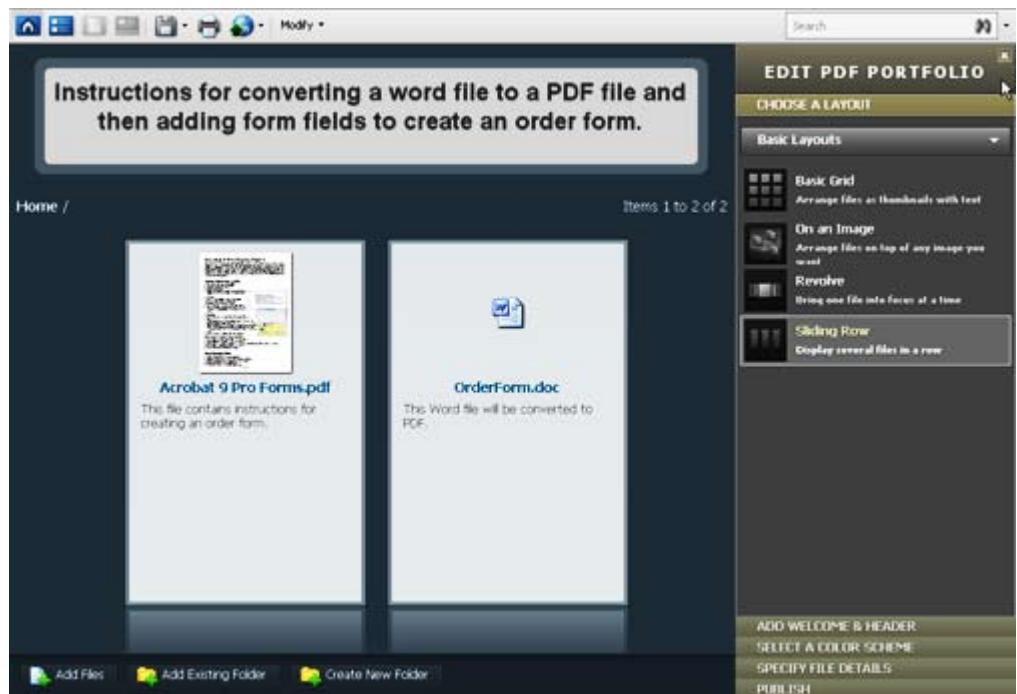 Modify
Search
Instructions for converting a word file to a PDF file and
then adding form fields to create an order form.
Home /
Items 1 to 2 of 2
Acrobat 9 Pro Forms.pdf
This file contains instructions for
creating an order form.
OrderForm.doc
This Word file will be converted to
PDF.
Add Files
Add Existing Folder
Create New Folder
EDIT PDF PORTFOLIO
CHOOSE A LAYOUT
Basic Layouts
Basic Grid
Arrange files as thumbnails with text
On an Image
Arrange files on top of any image you
want
Revolve
Bring one file into focus at a time
Sliding Row
Display several files in a row
ADD WELCOME & HEADER
SELECT A COLOR SCHEME
SPECIFY FILE DETAILS
PUBLISH